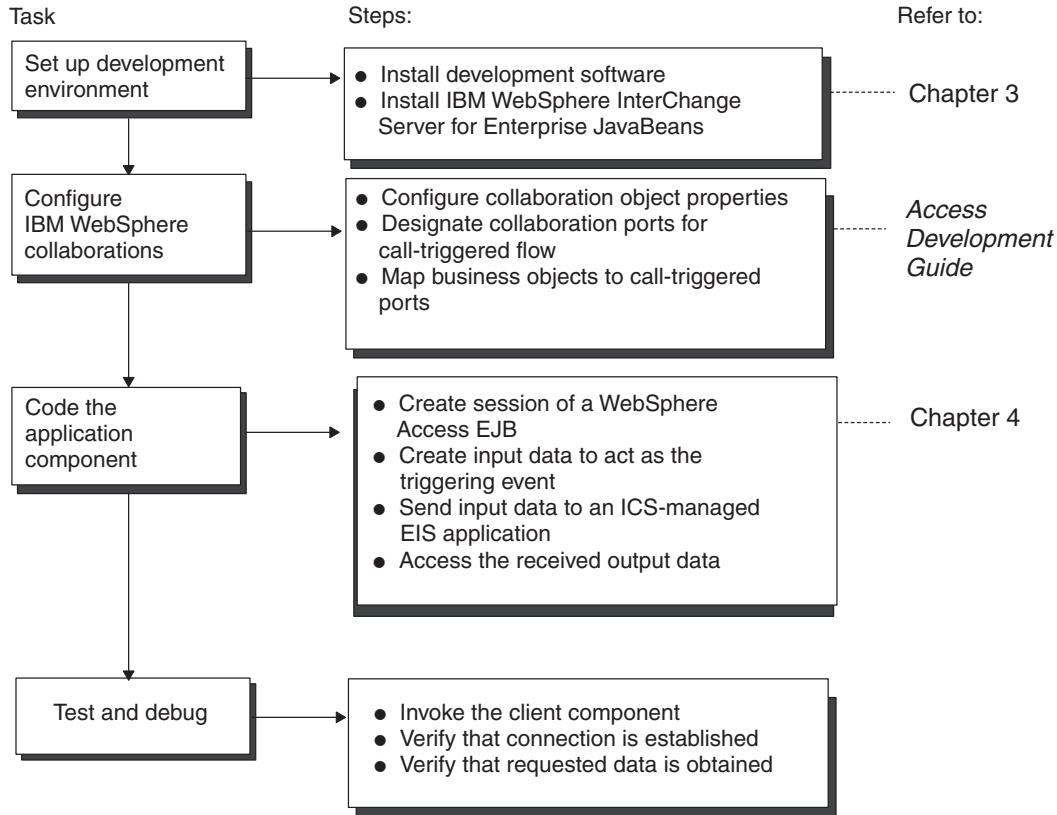 Task
Steps:
Refer to:
Set up development
environment
● Install development software
● Install IBM WebSphere InterChange
Server for Enterprise JavaBeans
Chapter 3
Configure
IBM WebSphere
collaborations
● Configure collaboration object properties
● Designate collaboration ports for
call-triggered flow
● Map business objects to call-triggered
ports
Access
Development
Guide
Code the
application
component
● Create session of a WebSphere
Access EJB
● Create input data to act as the
triggering event
● Send input data to an ICS-managed
EIS application
● Access the received output data
Chapter 4
Test and debug
● Invoke the client component
● Verify that connection is established
● Verify that requested data is obtained